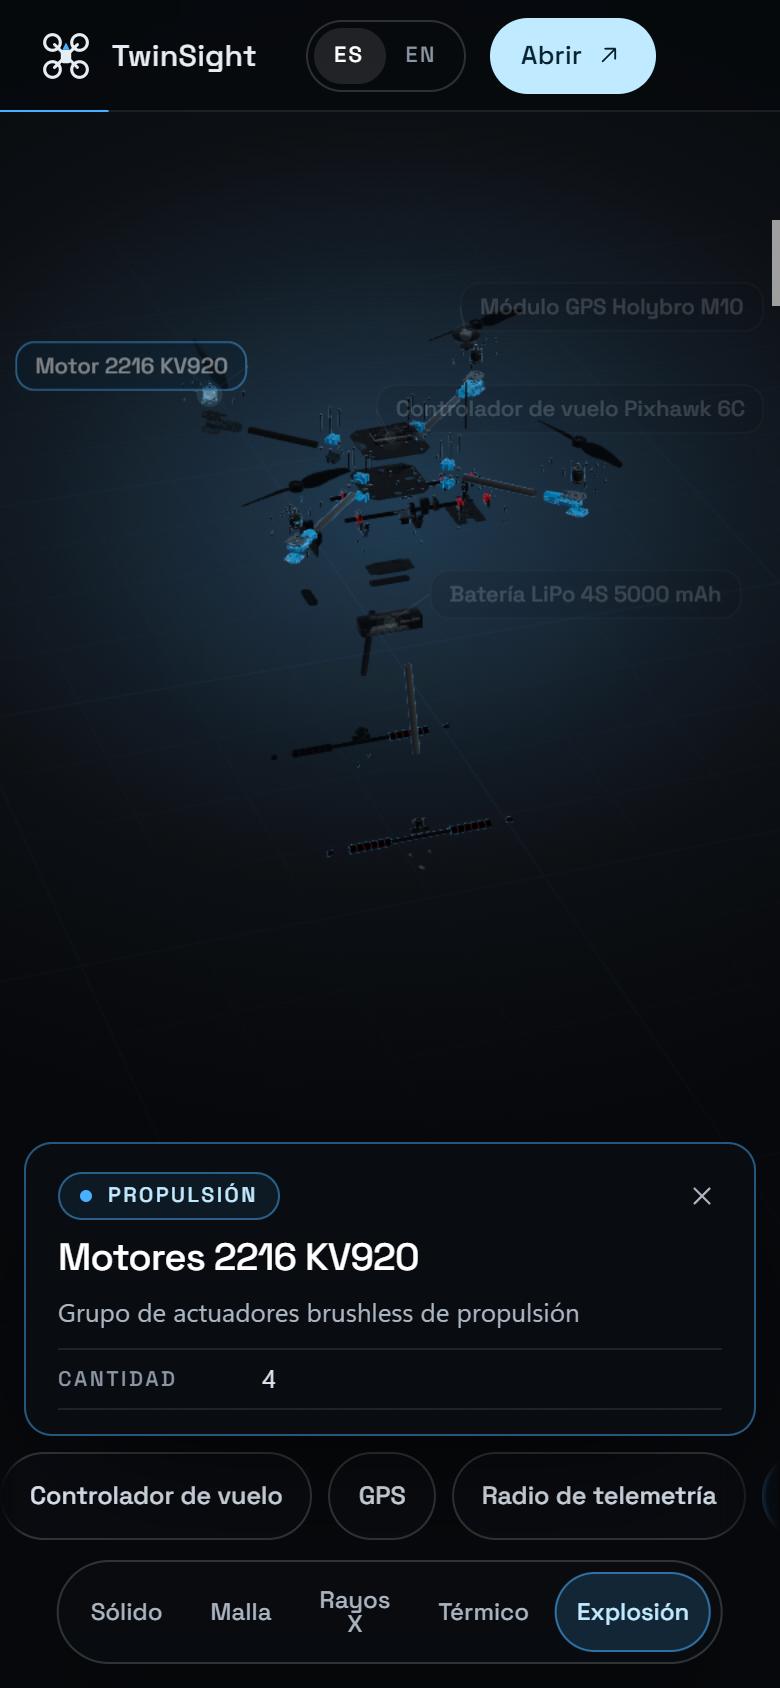 TwinSight
ES EN
Abrir
Módulo GPS Holybro M10
Motor 2216 KV920
Controlador de vuelo Pixhawk 6C
Batería LiPo 4S 5000 mAh
PROPULSIÓN
Motores 2216 KV920
Grupo de actuadores brushless de propulsión
CANTIDAD 4
Controlador de vuelo GPS Radio de telemetría
Sólido Malla Rayos X Térmico Explosión